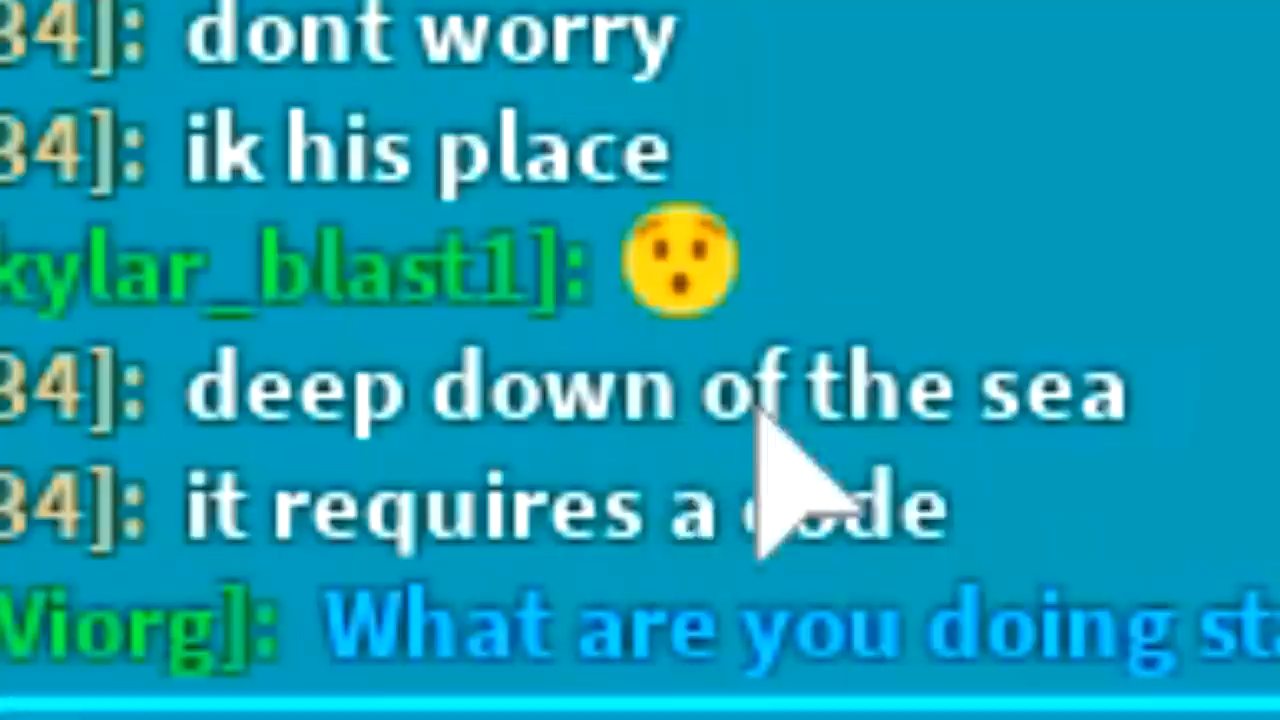 34]: dont worry
34]: ik his place
kylar_blast1]: 😯
34]: deep down of the sea
34]: it requires a code
Viorg]: What are you doing